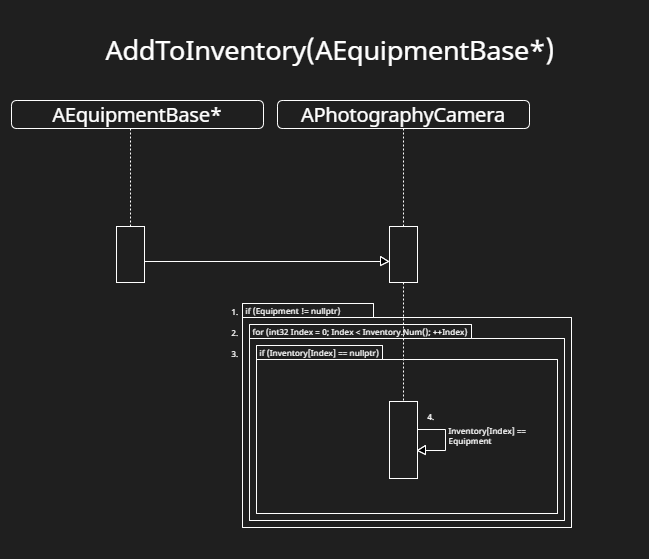 AddToInventory(AEquipmentBase*)
AEquipmentBase*
APhotographyCamera
1.
if (Equipment != nullptr)
2.
for (int32 Index = 0; Index < Inventory.Num(); ++Index)
3.
if (Inventory[Index] == nullptr)
4.
Inventory[Index] ==
Equipment